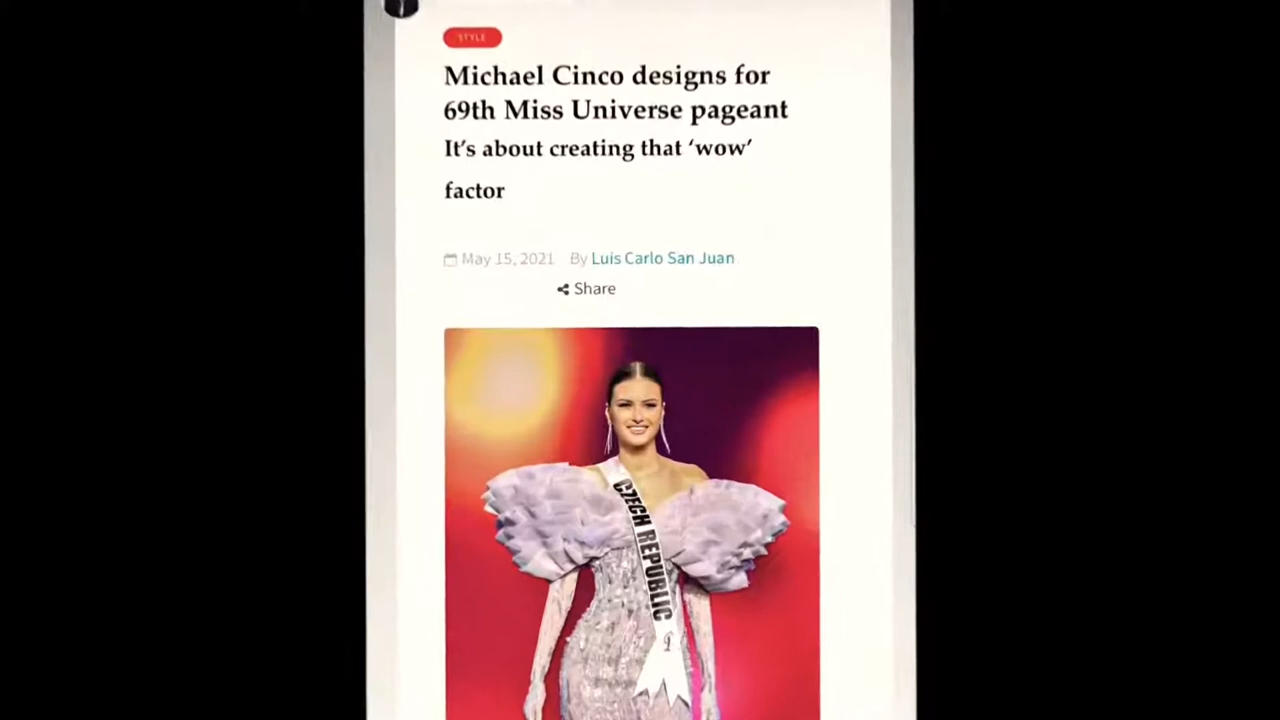 STYLE
Michael Cinco designs for
69th Miss Universe pageant
It's about creating that ‘wow’
factor
May 15, 2021 By Luis Carlo San Juan
Share
CZECH REPUBLIC